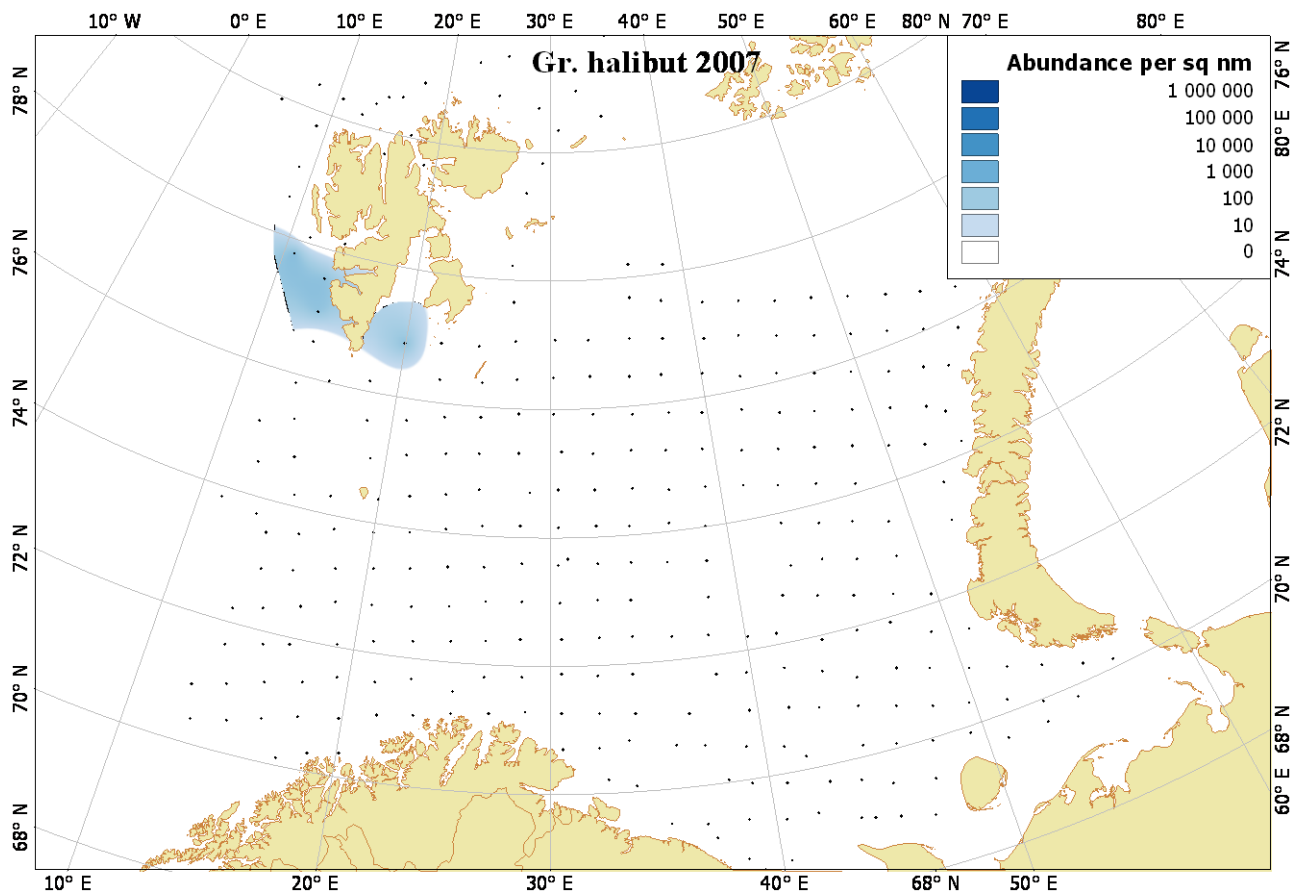 10° W 0° E 10° E 20° E 30° E 40° E 60° E 80° N 70° E 80° E
Gr. halibut 2007
Abundance per sq nm
1 000 000
100 000
10 000
1 000
100
10
0
78° N
76° N
74° N
72° N
70° N
68° N
76° N
80° E
74° N
72° N
70° N
68° N
60° E
10° E 20° E 30° E 40° E 68° N 50° E